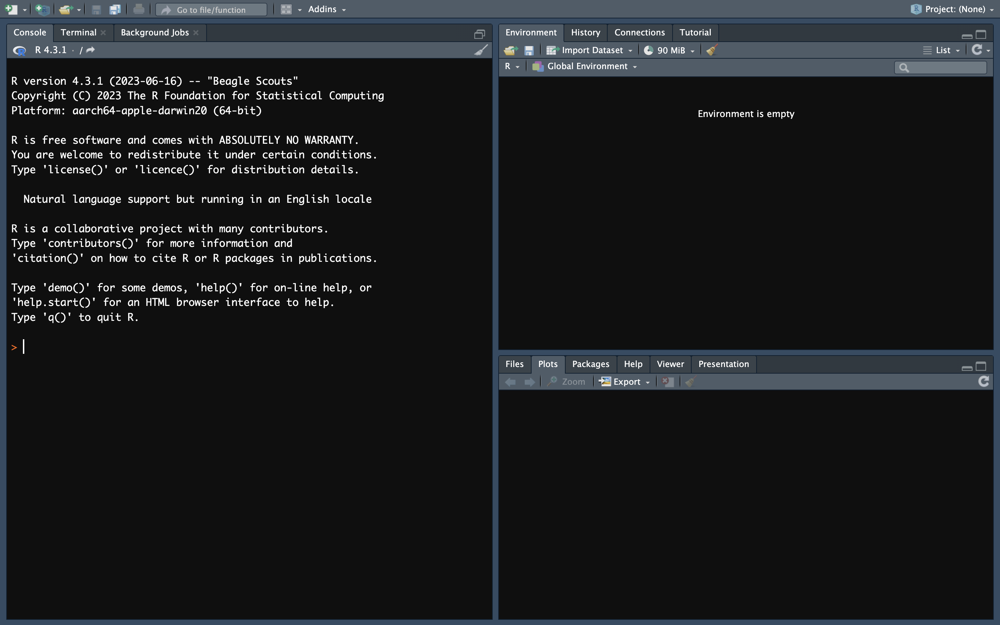 Go to file/function
Addins
Project: (None)
Console Terminal Background Jobs
R 4.3.1 · /
R version 4.3.1 (2023-06-16) -- "Beagle Scouts"
Copyright (C) 2023 The R Foundation for Statistical Computing
Platform: aarch64-apple-darwin20 (64-bit)
R is free software and comes with ABSOLUTELY NO WARRANTY.
You are welcome to redistribute it under certain conditions.
Type 'license()' or 'licence()' for distribution details.
Natural language support but running in an English locale
R is a collaborative project with many contributors.
Type 'contributors()' for more information and
'citation()' on how to cite R or R packages in publications.
Type 'demo()' for some demos, 'help()' for on-line help, or
'help.start()' for an HTML browser interface to help.
Type 'q()' to quit R.
>
Environment History Connections Tutorial
Import Dataset 90 MiB List
R Global Environment
Environment is empty
Files Plots Packages Help Viewer Presentation
Zoom Export